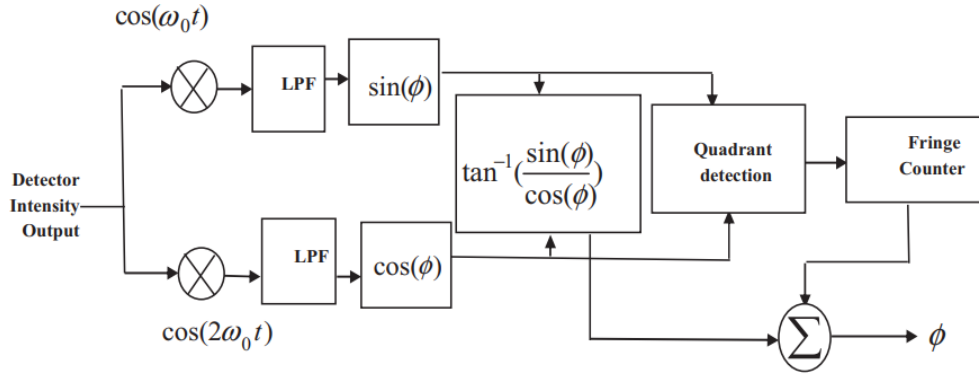 cos(ω₀t)
LPF
sin(ϕ)
tan⁻¹(sin(ϕ)/cos(ϕ))
Quadrant
detection
Fringe
Counter
Detector
Intensity
Output
LPF
cos(ϕ)
cos(2ω₀t)
Σ
ϕ